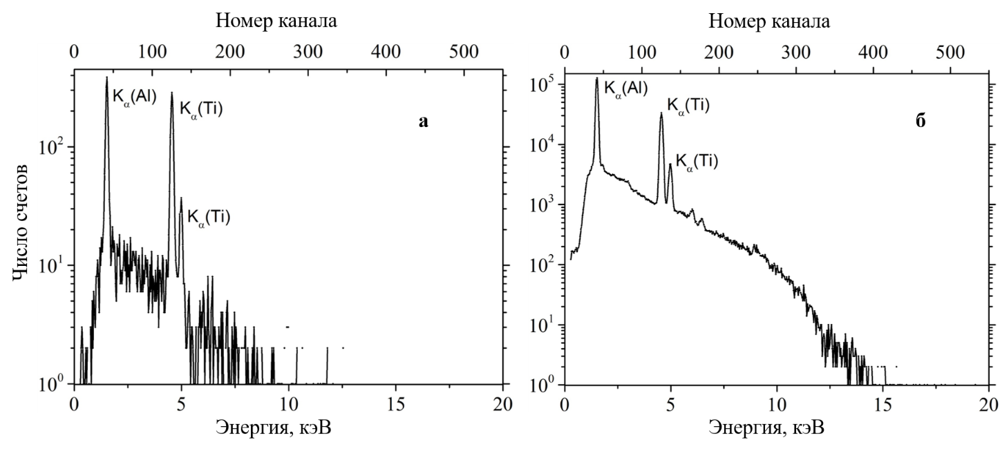 Номер канала
0 100 200 300 400 500
Число счетов
10²
10¹
10⁰
Kα(Al)
Kα(Ti)
Kα(Ti)
а
0 5 10 15 20
Энергия, кэВ
Номер канала
0 100 200 300 400 500
10⁵
10⁴
10³
10²
10¹
10⁰
Kα(Al)
Kα(Ti)
Kα(Ti)
б
0 5 10 15 20
Энергия, кэВ